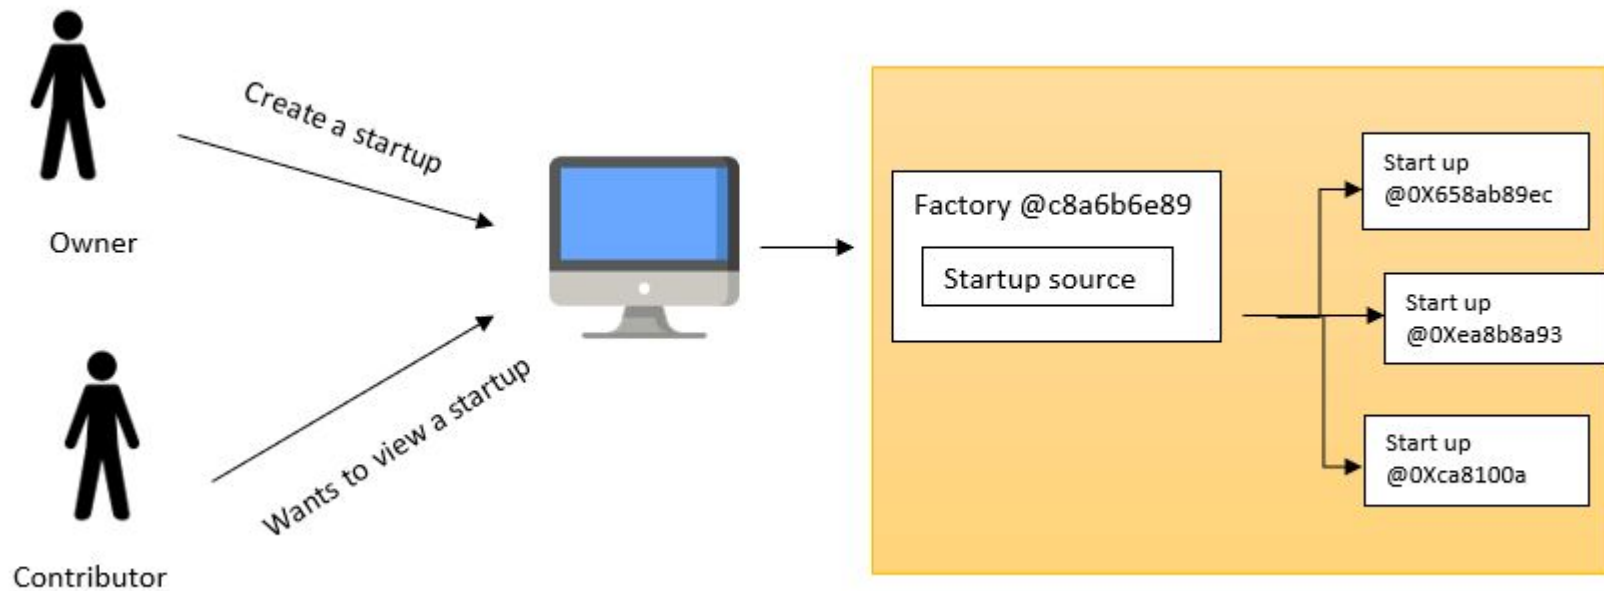 Create a startup
Owner
Wants to view a startup
Contributor
Factory @c8a6b6e89
Startup source
Start up
@0X658ab89ec
Start up
@0Xea8b8a93
Start up
@0Xca8100a